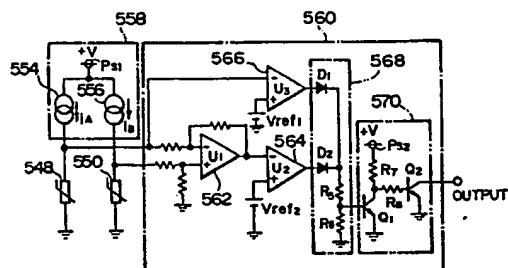 558
560
554
+V
PS1
556
iA
iB
566
-
+
U3
D1
568
Vref1
570
+V
PS2
548
550
-
+
U1
562
-
+
U2
564
D2
Vref2
R5
R6
R7
R8
Q1
Q2
OUTPUT